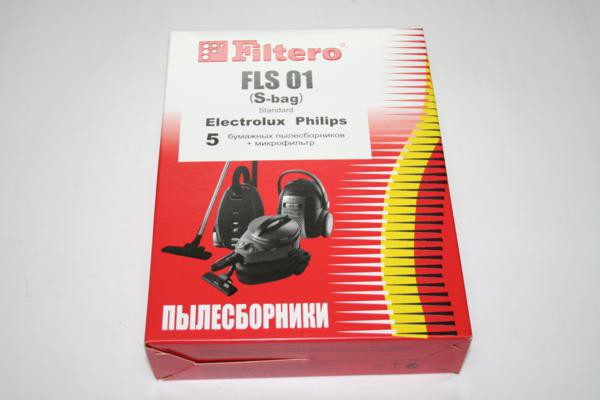 Filtero®
FLS 01
(S-bag)
Standard
Electrolux Philips
5 бумажных пылесборников
+ микрофильтр
ПЫЛЕСБОРНИКИ